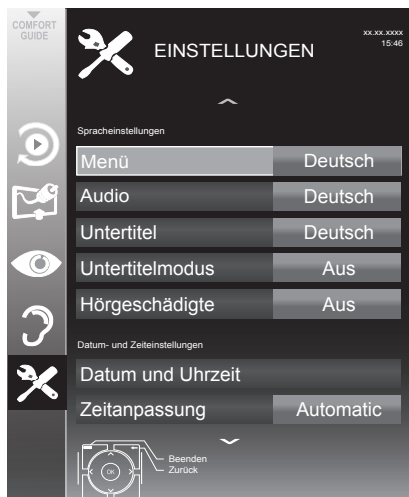 COMFORT
GUIDE
EINSTELLUNGEN
xx.xx.xxxx
15:46
Spracheinstellungen
Menü Deutsch
Audio Deutsch
Untertitel Deutsch
Untertitelmodus Aus
Hörgeschädigte Aus
Datum- und Zeiteinstellungen
Datum und Uhrzeit
Zeitanpassung Automatic
Beenden
Zurück
OK